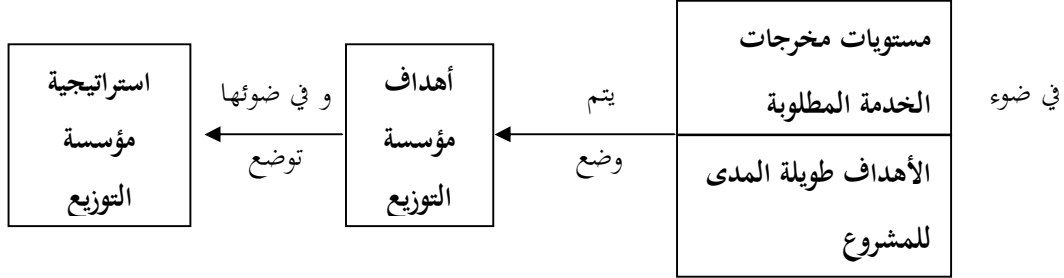 في ضوء
مستويات مخرجات
الخدمة المطلوبة
الأهداف طويلة المدى
للمشروع
يتم
وضع
أهداف
مؤسسة
التوزيع
و في ضوئها
توضع
استراتيجية
مؤسسة
التوزيع